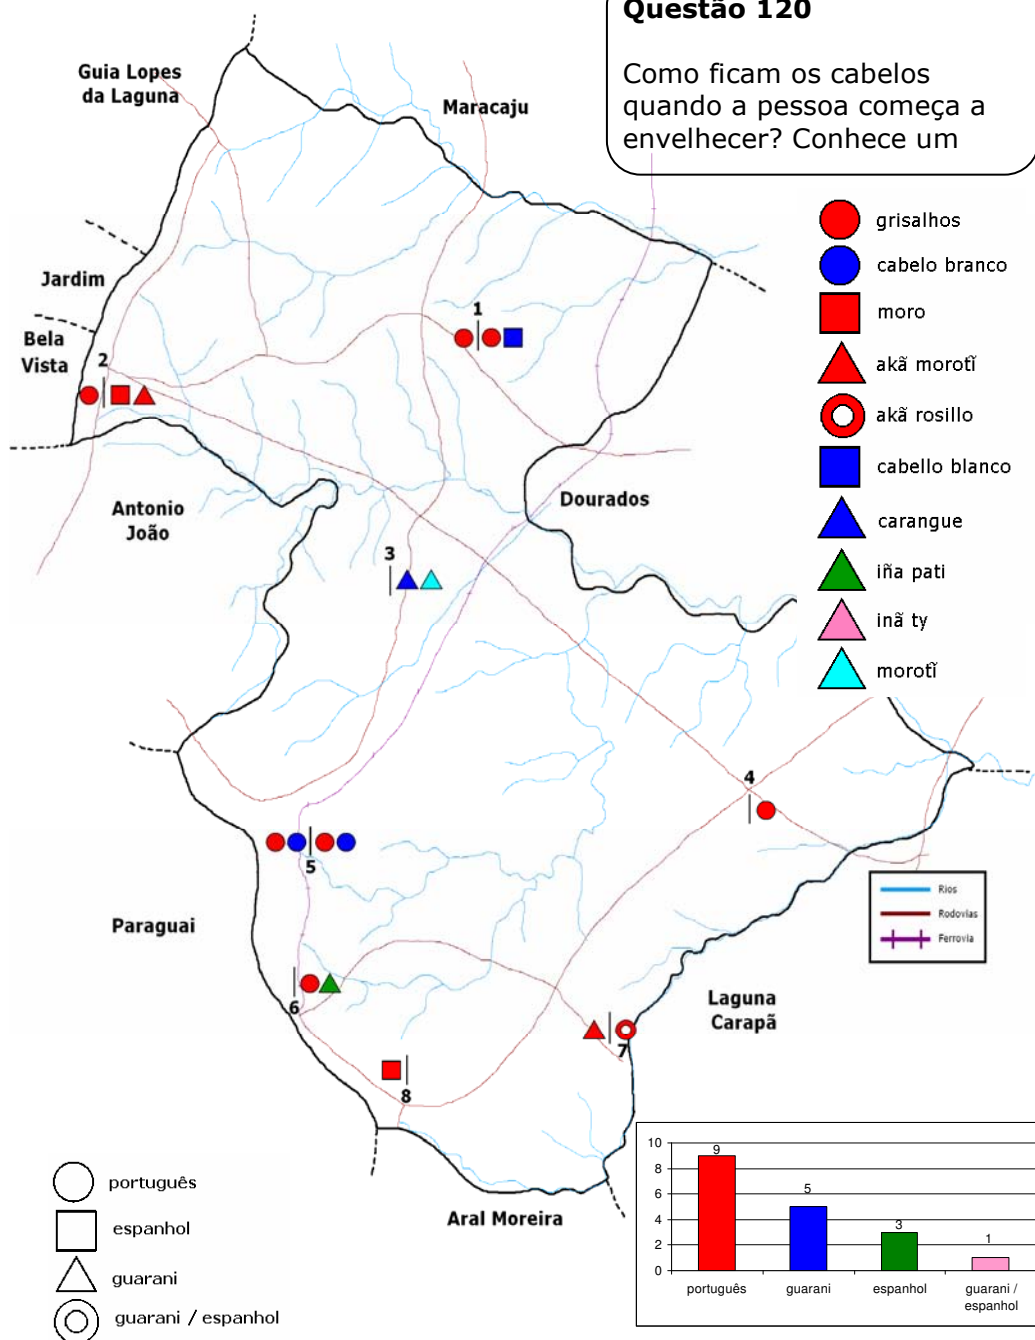 Questão 120
Como ficam os cabelos
quando a pessoa começa a
envelhecer? Conhece um
Guia Lopes
da Laguna
Maracaju
Jardim
Bela
Vista
Antonio
João
Dourados
Paraguai
Laguna
Carapã
Aral Moreira
1
2
3
4
5
6
7
8
grisalhos
cabelo branco
moro
akã morotĩ
akã rosillo
cabello blanco
carangue
iña pati
inã ty
morotĩ
Rios
Rodovias
Ferrovia
português
espanhol
guarani
guarani / espanhol
10
8
6
4
2
0
9
5
3
1
português
guarani
espanhol
guarani /
espanhol